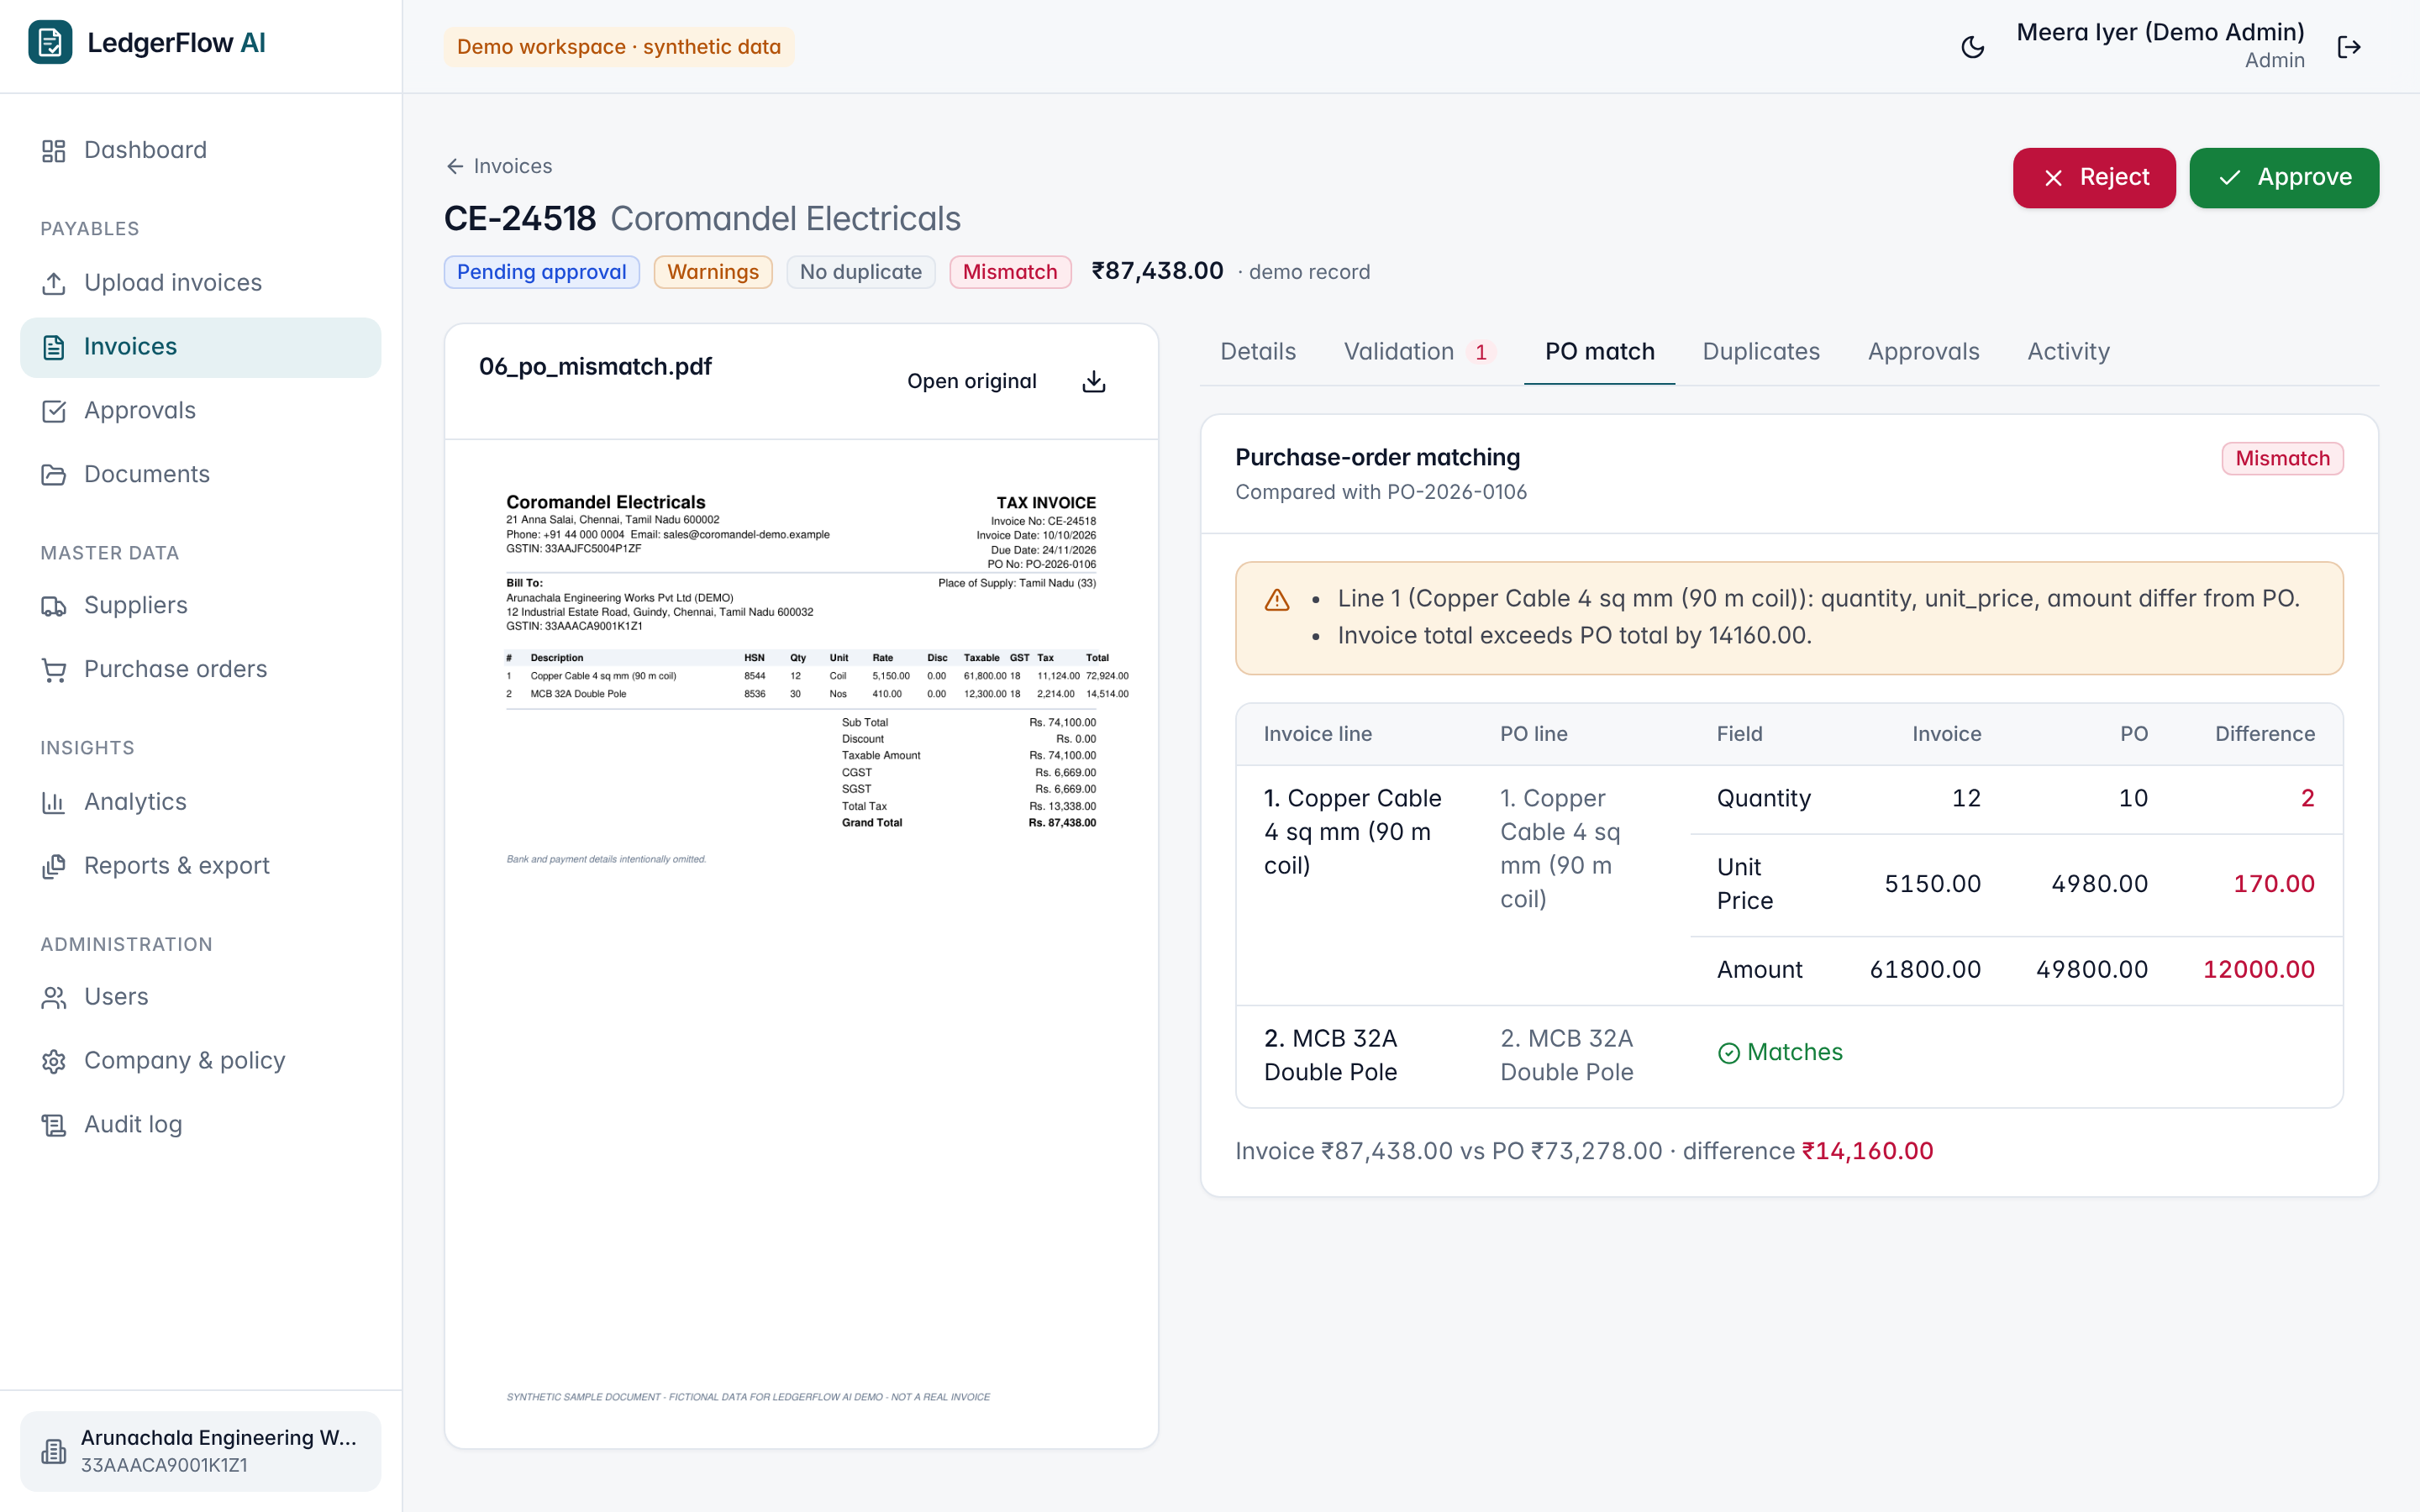 LedgerFlow AI
Demo workspace · synthetic data
Meera Iyer (Demo Admin)
Admin
Dashboard
PAYABLES
Upload invoices
Invoices
Approvals
Documents
MASTER DATA
Suppliers
Purchase orders
INSIGHTS
Analytics
Reports & export
ADMINISTRATION
Users
Company & policy
Audit log
Arunachala Engineering W...
33AAACA9001K1Z1
Invoices
CE-24518 Coromandel Electricals
Pending approval Warnings No duplicate Mismatch ₹87,438.00 · demo record
Reject
Approve
06_po_mismatch.pdf
Open original
Coromandel Electricals
21 Anna Salai, Chennai, Tamil Nadu 600002
Phone: +91 44 000 0004 Email: sales@coromandel-demo.example
GSTIN: 33AAJFC5004P1ZF
TAX INVOICE
Invoice No: CE-24518
Invoice Date: 10/10/2026
Due Date: 24/11/2026
PO No: PO-2026-0106
Bill To:
Arunachala Engineering Works Pvt Ltd (DEMO)
12 Industrial Estate Road, Guindy, Chennai, Tamil Nadu 600032
GSTIN: 33AAACA9001K1Z1
Place of Supply: Tamil Nadu (33)
# Description HSN Qty Unit Rate Disc Taxable GST Tax Total
1 Copper Cable 4 sq mm (90 m coil) 8544 12 Coil 5,150.00 0.00 61,800.00 18 11,124.00 72,924.00
2 MCB 32A Double Pole 8536 30 Nos 410.00 0.00 12,300.00 18 2,214.00 14,514.00
Sub Total Rs. 74,100.00
Discount Rs. 0.00
Taxable Amount Rs. 74,100.00
CGST Rs. 6,669.00
SGST Rs. 6,669.00
Total Tax Rs. 13,338.00
Grand Total Rs. 87,438.00
Bank and payment details intentionally omitted.
SYNTHETIC SAMPLE DOCUMENT - FICTIONAL DATA FOR LEDGERFLOW AI DEMO - NOT A REAL INVOICE
Details Validation 1 PO match Duplicates Approvals Activity
Purchase-order matching
Compared with PO-2026-0106
Mismatch
• Line 1 (Copper Cable 4 sq mm (90 m coil)): quantity, unit_price, amount differ from PO.
• Invoice total exceeds PO total by 14160.00.
Invoice line PO line Field Invoice PO Difference
1. Copper Cable
4 sq mm (90 m
coil)
1. Copper
Cable 4 sq
mm (90 m
coil)
Quantity 12 10 2
Unit
Price
5150.00 4980.00 170.00
Amount 61800.00 49800.00 12000.00
2. MCB 32A
Double Pole
2. MCB 32A
Double Pole
Matches
Invoice ₹87,438.00 vs PO ₹73,278.00 · difference ₹14,160.00